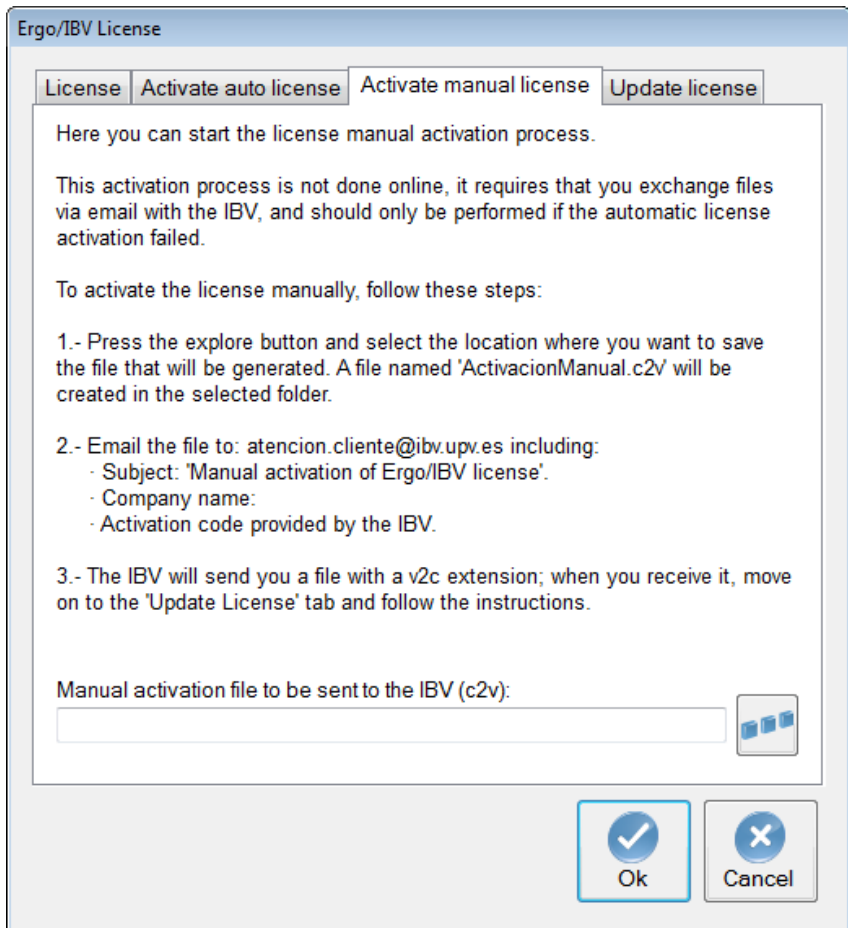 Ergo/IBV License
License
Activate auto license
Activate manual license
Update license
Here you can start the license manual activation process.
This activation process is not done online, it requires that you exchange files
via email with the IBV, and should only be performed if the automatic license
activation failed.
To activate the license manually, follow these steps:
1.- Press the explore button and select the location where you want to save
the file that will be generated. A file named 'ActivacionManual.c2v' will be
created in the selected folder.
2.- Email the file to: atencion.cliente@ibv.upv.es including:
· Subject: 'Manual activation of Ergo/IBV license'.
· Company name:
· Activation code provided by the IBV.
3.- The IBV will send you a file with a v2c extension; when you receive it, move
on to the 'Update License' tab and follow the instructions.
Manual activation file to be sent to the IBV (c2v):
Ok
Cancel